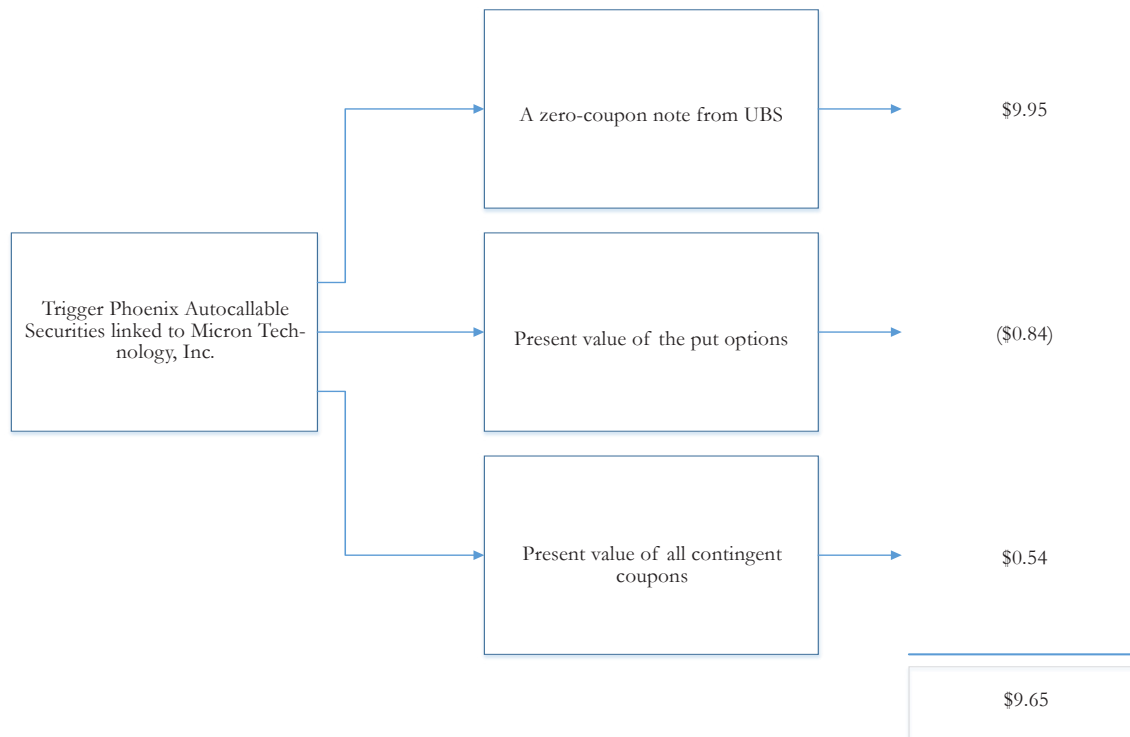 A zero-coupon note from UBS
$9.95
Trigger Phoenix Autocallable
Securities linked to Micron Tech-
nology, Inc.
Present value of the put options
($0.84)
Present value of all contingent
coupons
$0.54
$9.65